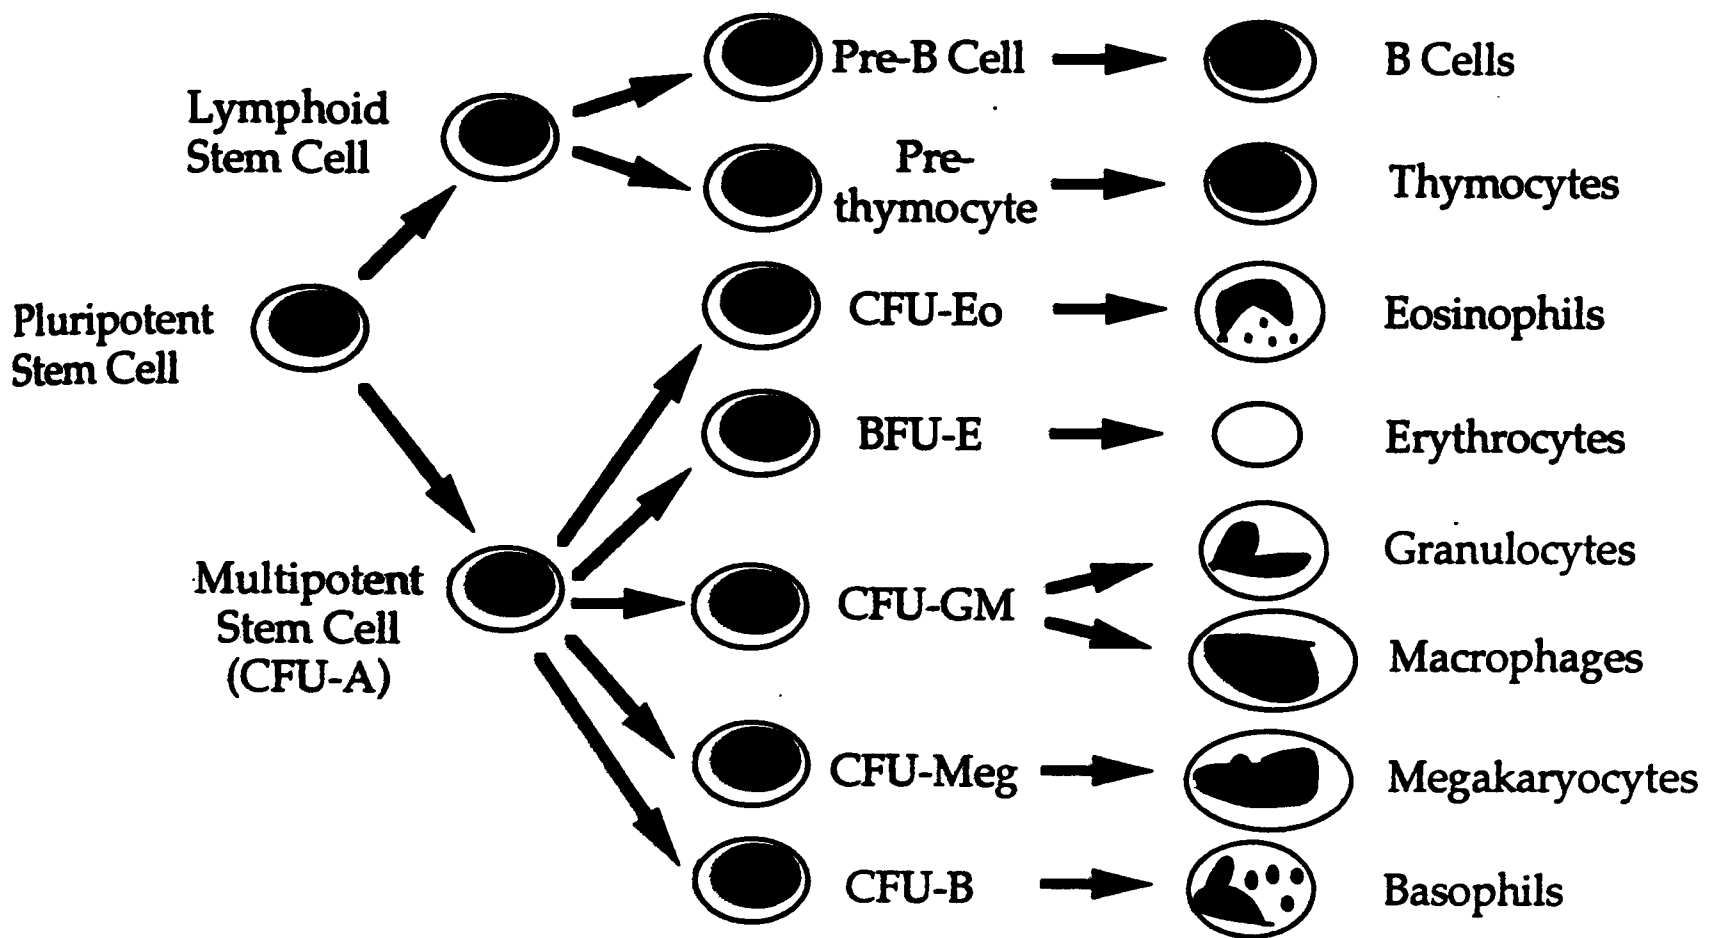 Lymphoid
Stem Cell
Pluripotent
Stem Cell
Multipotent
Stem Cell
(CFU-A)
Pre-B Cell
Pre-
thymocyte
CFU-Eo
BFU-E
CFU-GM
CFU-Meg
CFU-B
B Cells
Thymocytes
Eosinophils
Erythrocytes
Granulocytes
Macrophages
Megakaryocytes
Basophils